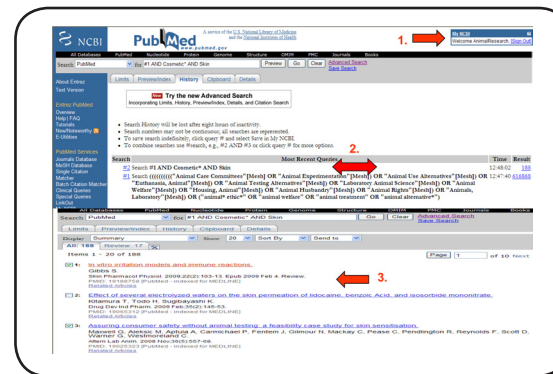 NCBI
PubMed
A service of the U.S. National Library of Medicine
and the National Institutes of Health
www.pubmed.gov
1.
My NCBI
Welcome AnimalResearch. [Sign Out]
All Databases PubMed Nucleotide Protein Genome Structure OMIM PMC Journals Books
Search PubMed for #1 AND Cosmetic* AND Skin Preview Go Clear Advanced Search
Save Search
Limits Preview/Index History Clipboard Details
About Entrez
Text Version
Entrez PubMed
Overview
Help | FAQ
Tutorials
New/Noteworthy
E-Utilities
PubMed Services
Journals Database
MeSH Database
Single Citation
Matcher
Batch Citation Matcher
Clinical Queries
Special Queries
LinkOut
New Try the new Advanced Search
Incorporating Limits, History, Preview/Index, Details, and Citation Search
• Search History will be lost after eight hours of inactivity.
• Search numbers may not be continuous; all searches are represented.
• To save search indefinitely, click query # and select Save in My NCBI.
• To combine searches use #search, e.g., #2 AND #3 or click query # for more options.
2.
Search Most Recent Queries Time Result
#2 Search #1 AND Cosmetic* AND Skin 12:48:02 188
#1 Search ((((((((("Animal Care Committees"[Mesh]) OR "Animal Experimentation"[Mesh]) OR "Animal Use Alternatives"[Mesh]) OR 12:47:40
"Euthanasia, Animal"[Mesh]) OR "Animal Testing Alternatives"[Mesh]) OR "Laboratory Animal Science"[Mesh]) OR "Animal
Welfare"[Mesh]) OR "Housing, Animal"[Mesh]) OR "Animal Husbandry"[Mesh]) OR "Animal Rights"[Mesh]) OR "Animals,
Laboratory"[Mesh]) OR ("animal* ethic*" OR "animal welfare" OR "animal treatment" OR "animal alternative*")
All Databases PubMed Nucleotide Protein Genome Structure OMIM PMC Journals Books
Search PubMed for #1 AND Cosmetic* AND Skin Go Clear Advanced Search
Save Search
Limits Preview/Index History Clipboard Details
Display Summary Show 20 Sort By Send to
All: 188 Review: 17
Items 1 - 20 of 188 Page 1 of 10 Next
1: In vitro irritation models and immune reactions.
Gibbs S.
Skin Pharmacol Physiol. 2009;22(2):103-13. Epub 2009 Feb 4. Review.
PMID: 19188758 [PubMed - indexed for MEDLINE]
Related Articles
3.
2: Effect of several electrolyzed waters on the skin permeation of lidocaine, benzoic Acid, and isosorbide mononitrate.
Kitamura T, Todo H, Sugibayashi K.
Drug Dev Ind Pharm. 2009 Feb;35(2):145-53.
PMID: 19065312 [PubMed - indexed for MEDLINE]
Related Articles
3: Assuring consumer safety without animal testing: a feasibility case study for skin sensitisation.
Maxwell G, Aleksic M, Aptula A, Carmichael P, Fentem J, Gilmour N, Mackay C, Pease C, Pendlington R, Reynolds F, Scott D,
Warner G, Westmoreland C.
Altern Lab Anim. 2008 Nov;36(5):557-68.
PMID: 19025323 [PubMed - indexed for MEDLINE]
Related Articles